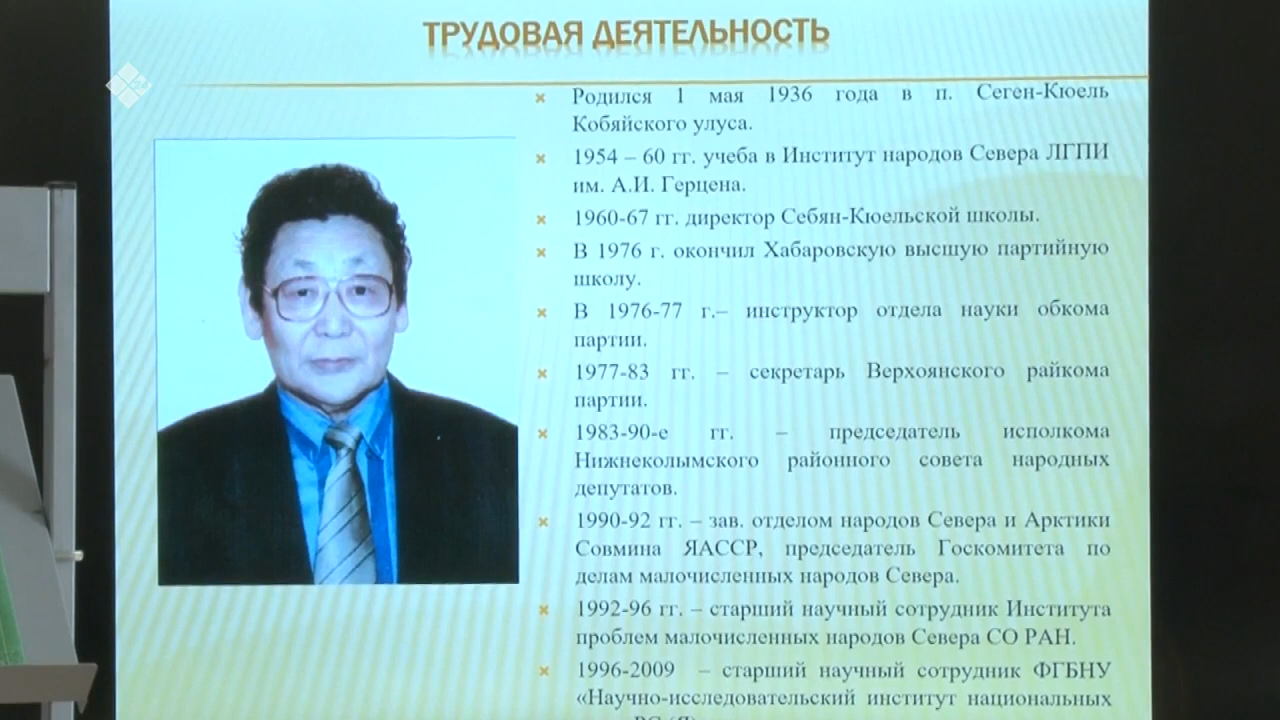 ТРУДОВАЯ ДЕЯТЕЛЬНОСТЬ
Родился 1 мая 1936 года в п. Сеген-Кюель
Кобяйского улуса.
1954 – 60 гг. учеба в Институт народов Севера ЛГПИ
им. А.И. Герцена.
1960-67 гг. директор Себян-Кюельской школы.
В 1976 г. окончил Хабаровскую высшую партийную
школу.
В 1976-77 г.– инструктор отдела науки обкома
партии.
1977-83 гг. – секретарь Верхоянского райкома
партии.
1983-90-е гг. – председатель исполкома
Нижнеколымского районного совета народных
депутатов.
1990-92 гг. – зав. отделом народов Севера и Арктики
Совмина ЯАССР, председатель Госкомитета по
делам малочисленных народов Севера.
1992-96 гг. – старший научный сотрудник Института
проблем малочисленных народов Севера СО РАН.
1996-2009 – старший научный сотрудник ФГБНУ
«Научно-исследовательский институт национальных